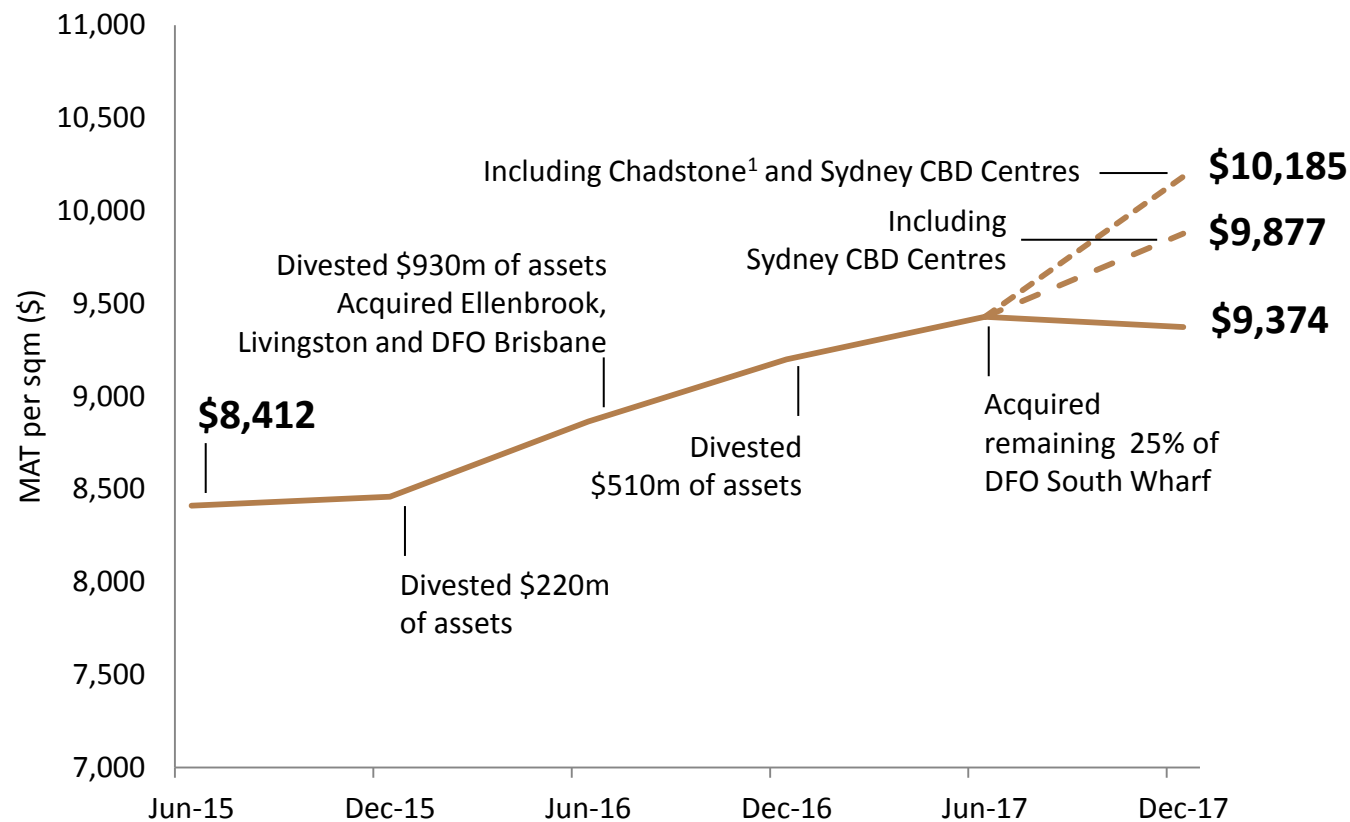 MAT per sqm ($)
11,000
10,500
10,000
9,500
9,000
8,500
8,000
7,500
7,000
Including Chadstone¹ and Sydney CBD Centres
$10,185
Including
Sydney CBD Centres
$9,877
Divested $930m of assets
Acquired Ellenbrook,
Livingston and DFO Brisbane
$9,374
$8,412
Divested
$510m of assets
Acquired
remaining 25% of
DFO South Wharf
Divested $220m
of assets
Jun-15
Dec-15
Jun-16
Dec-16
Jun-17
Dec-17